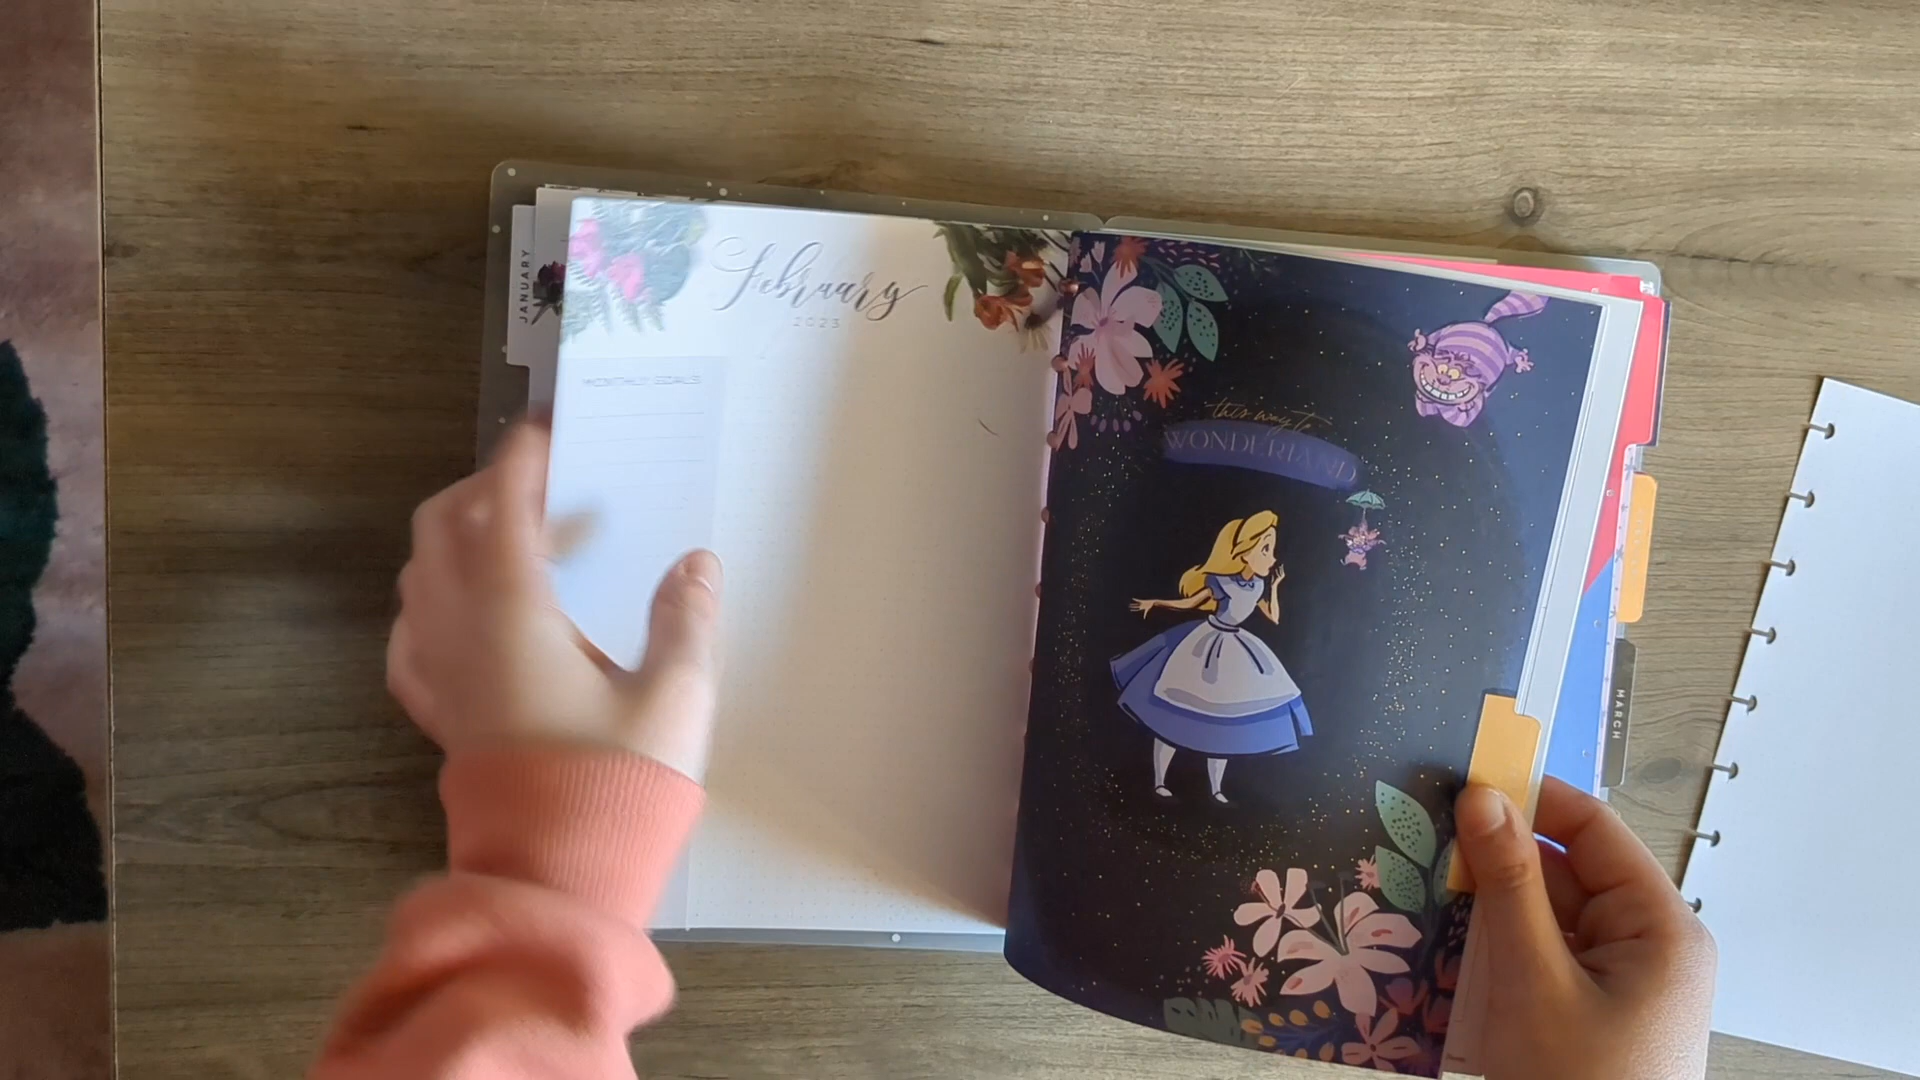 JANUARY
February
2023
MONTHLY GOALS
this way to
WONDERLAND
MARCH